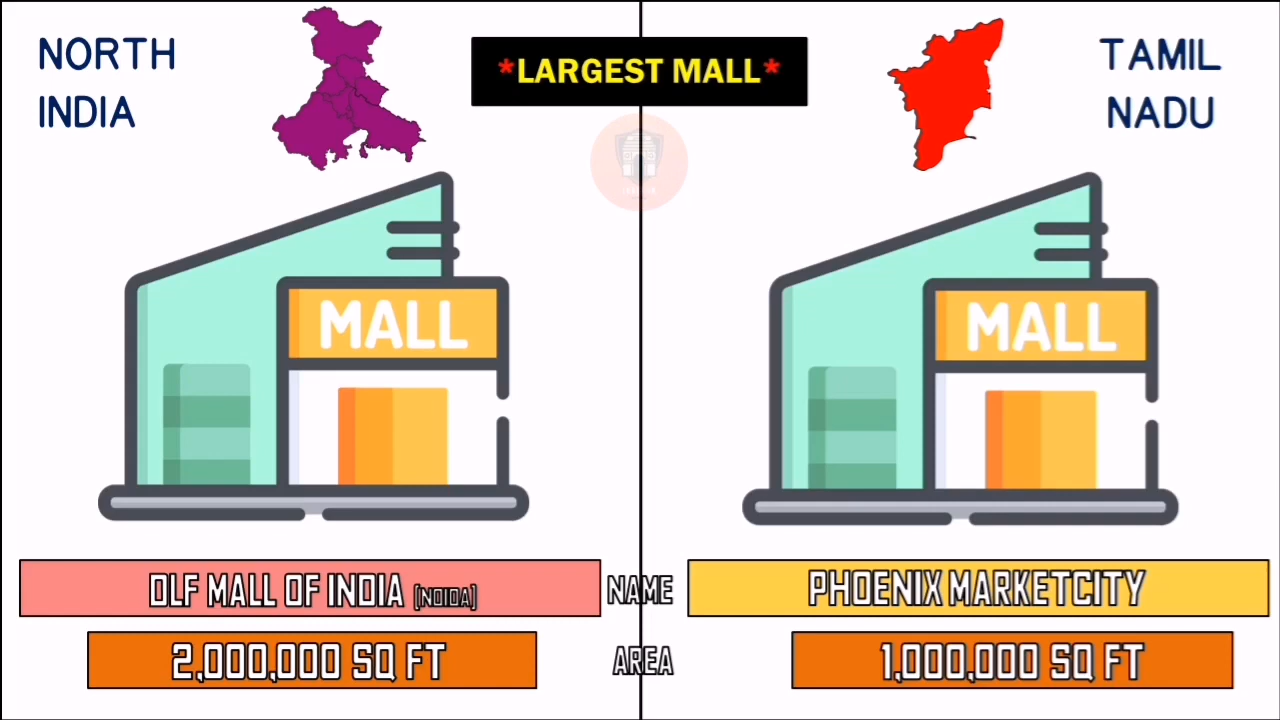 NORTH
INDIA
*LARGEST MALL*
TAMIL
NADU
MALL
MALL
DLF MALL OF INDIA [NOIDA]
NAME
PHOENIX MARKETCITY
2,000,000 SQ FT
AREA
1,000,000 SQ FT